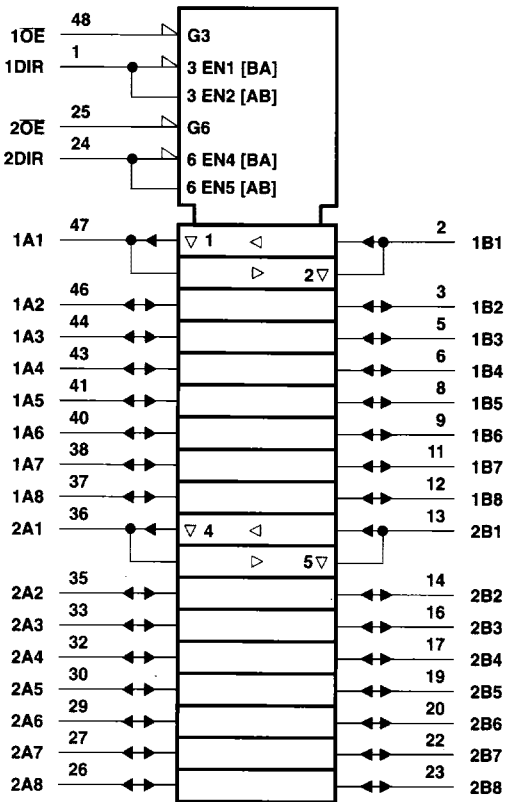 48
1O̅E̅ G3
1
1DIR 3 EN1 [BA]
3 EN2 [AB]
25
2O̅E̅ G6
24
2DIR 6 EN4 [BA]
6 EN5 [AB]
47 2
1A1 ▽ 1 ◁ 1B1
▷ 2 ▽
46 3
1A2 1B2
44 5
1A3 1B3
43 6
1A4 1B4
41 8
1A5 1B5
40 9
1A6 1B6
38 11
1A7 1B7
37 12
1A8 1B8
36 13
2A1 ▽ 4 ◁ 2B1
▷ 5 ▽
35 14
2A2 2B2
33 16
2A3 2B3
32 17
2A4 2B4
30 19
2A5 2B5
29 20
2A6 2B6
27 22
2A7 2B7
26 23
2A8 2B8